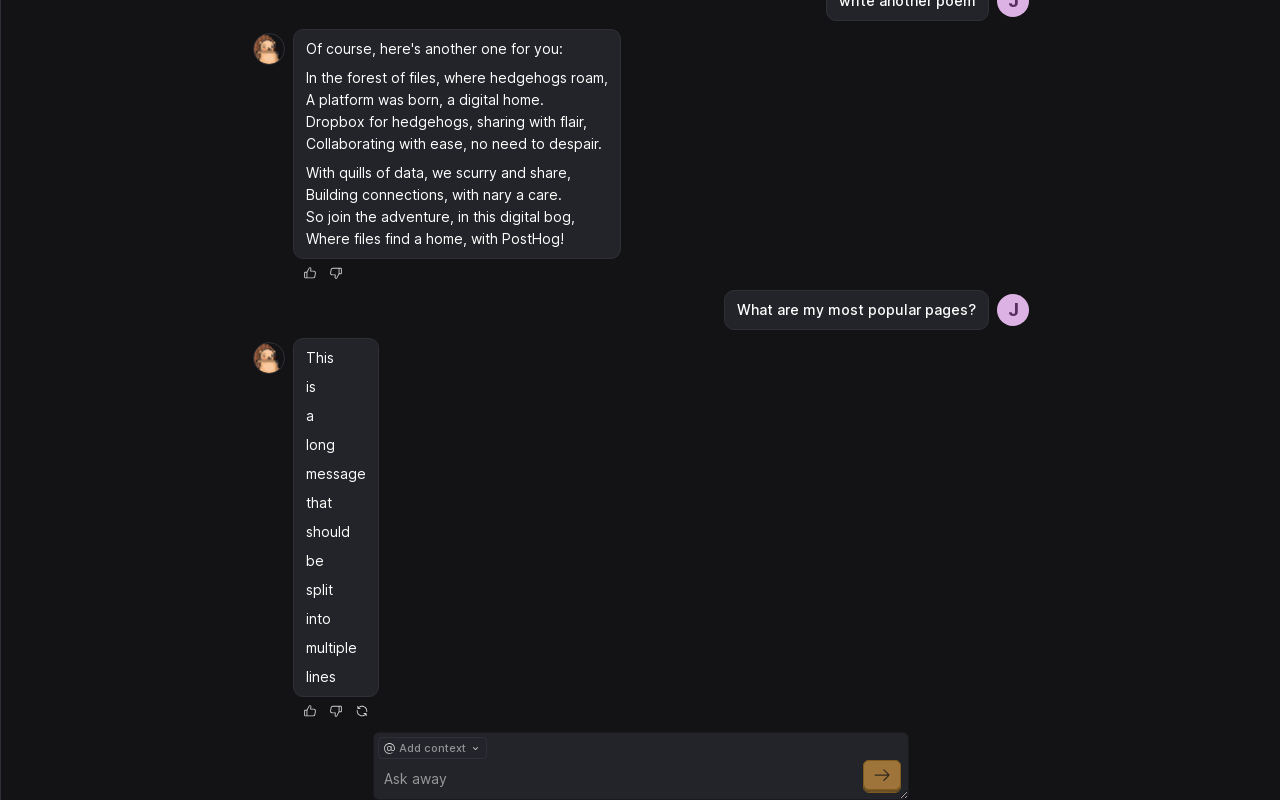 write another poem
J
Of course, here's another one for you:
In the forest of files, where hedgehogs roam,
A platform was born, a digital home.
Dropbox for hedgehogs, sharing with flair,
Collaborating with ease, no need to despair.
With quills of data, we scurry and share,
Building connections, with nary a care.
So join the adventure, in this digital bog,
Where files find a home, with PostHog!
What are my most popular pages?
J
This
is
a
long
message
that
should
be
split
into
multiple
lines
@ Add context
Ask away